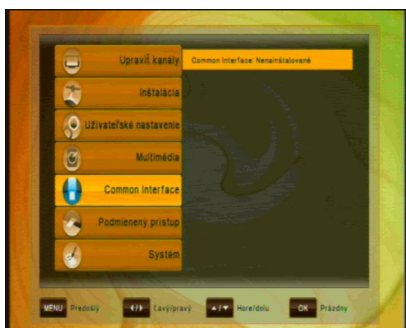 Upraviť kanály
Common Interface: Nenainštalované
Inštalácia
Užívateľské nastavenie
Multimédia
Common Interface
Podmienený prístup
Systém
MENU Predošlý
Ľavý/pravý
Hore/dolu
OK Prázdny